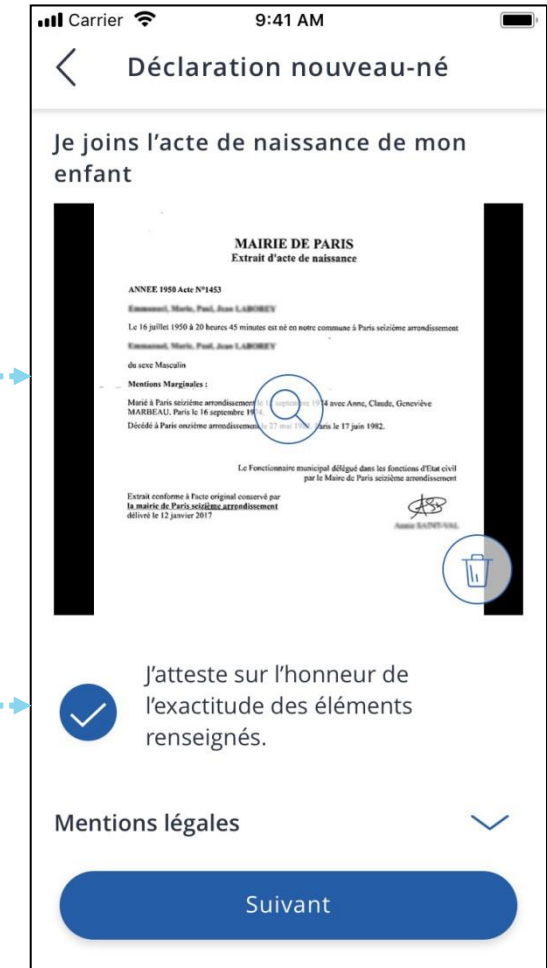 Carrier 9:41 AM
Déclaration nouveau-né
Je joins l’acte de naissance de mon
enfant
MAIRIE DE PARIS
Extrait d'acte de naissance
ANNEE 1950 Acte N°1453
Le 16 juillet 1950 à 20 heures 45 minutes est né en notre commune à Paris seizième arrondissement
du sexe Masculin
Mentions Marginales :
Marié à Paris seizième arrondissement avec Anne, Claude, Geneviève
MARBEAU. Paris le 16 septembre
Décédé à Paris onzième arrondissement Paris le 17 juin 1982.
Le Fonctionnaire municipal délégué dans les fonctions d'Etat civil
par le Maire de Paris seizième arrondissement
Extrait conforme à l'acte original conservé par
la mairie de Paris seizième arrondissement
délivré le 12 janvier 2017
J’atteste sur l’honneur de
l’exactitude des éléments
renseignés.
Mentions légales
Suivant